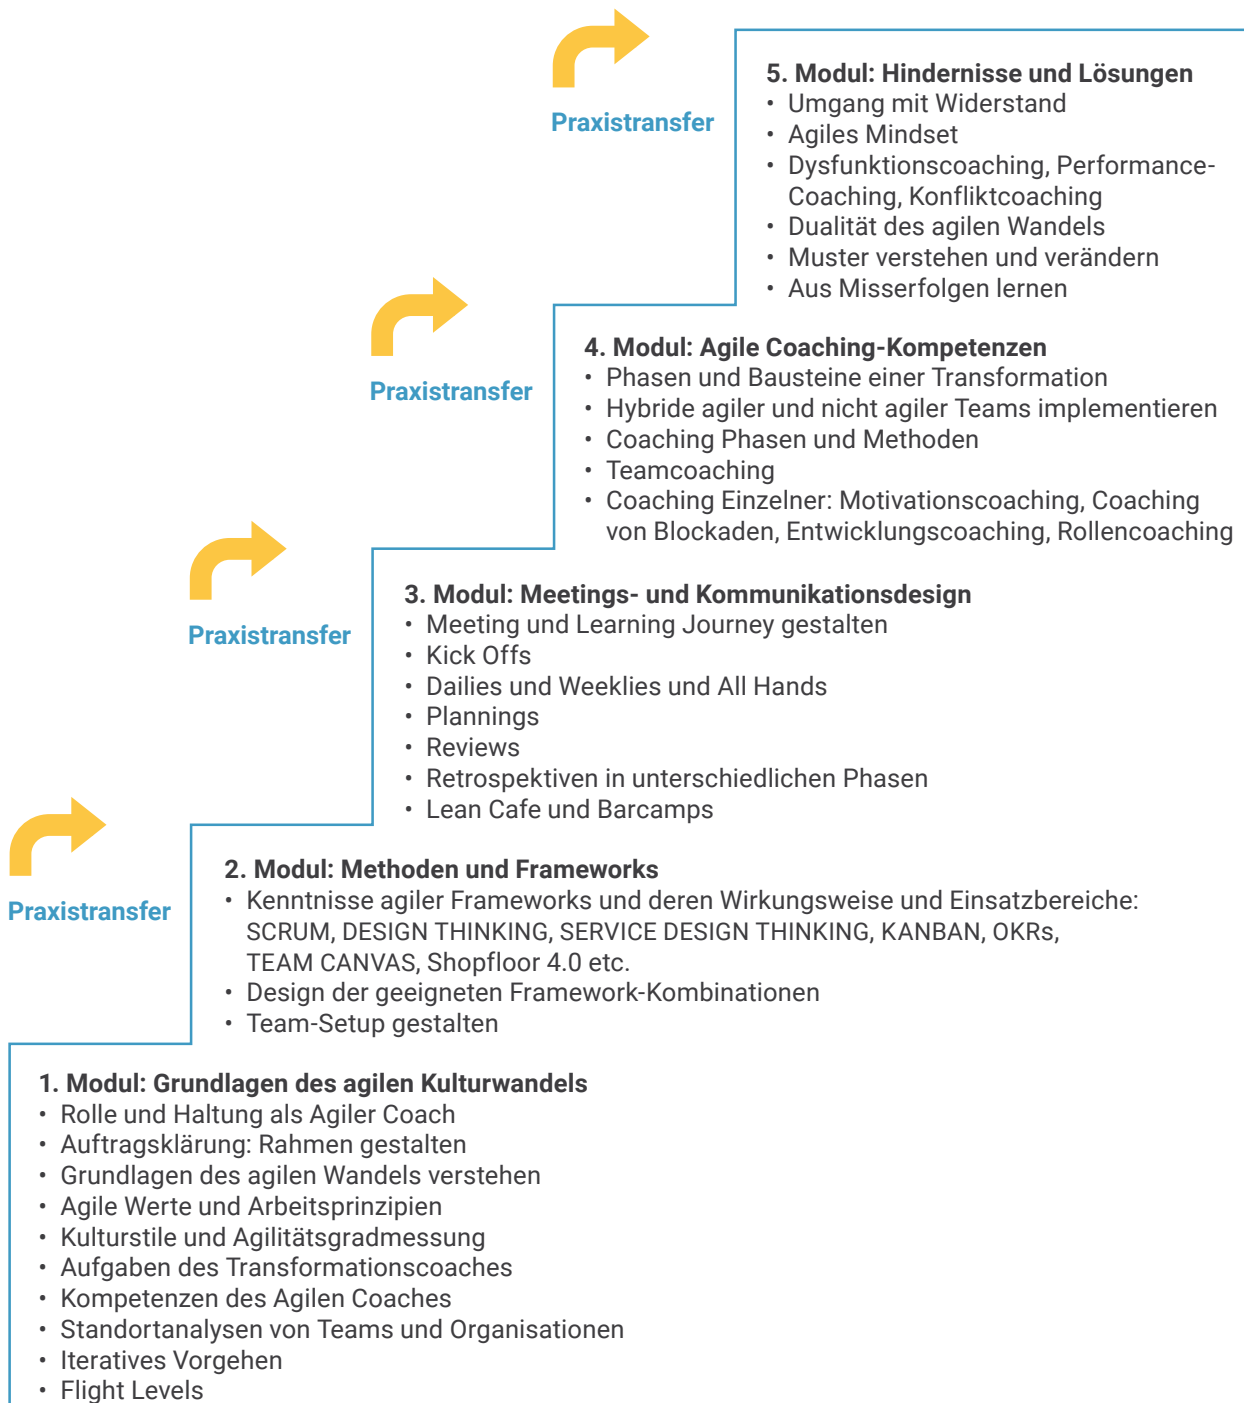 Praxistransfer
5. Modul: Hindernisse und Lösungen
• Umgang mit Widerstand
• Agiles Mindset
• Dysfunktionscoaching, Performance-
Coaching, Konfliktcoaching
• Dualität des agilen Wandels
• Muster verstehen und verändern
• Aus Misserfolgen lernen
Praxistransfer
4. Modul: Agile Coaching-Kompetenzen
• Phasen und Bausteine einer Transformation
• Hybride agiler und nicht agiler Teams implementieren
• Coaching Phasen und Methoden
• Teamcoaching
• Coaching Einzelner: Motivationscoaching, Coaching
von Blockaden, Entwicklungscoaching, Rollencoaching
Praxistransfer
3. Modul: Meetings- und Kommunikationsdesign
• Meeting und Learning Journey gestalten
• Kick Offs
• Dailies und Weeklies und All Hands
• Plannings
• Reviews
• Retrospektiven in unterschiedlichen Phasen
• Lean Cafe und Barcamps
Praxistransfer
2. Modul: Methoden und Frameworks
• Kenntnisse agiler Frameworks und deren Wirkungsweise und Einsatzbereiche:
SCRUM, DESIGN THINKING, SERVICE DESIGN THINKING, KANBAN, OKRs,
TEAM CANVAS, Shopfloor 4.0 etc.
• Design der geeigneten Framework-Kombinationen
• Team-Setup gestalten
1. Modul: Grundlagen des agilen Kulturwandels
• Rolle und Haltung als Agiler Coach
• Auftragsklärung: Rahmen gestalten
• Grundlagen des agilen Wandels verstehen
• Agile Werte und Arbeitsprinzipien
• Kulturstile und Agilitätsgradmessung
• Aufgaben des Transformationscoaches
• Kompetenzen des Agilen Coaches
• Standortanalysen von Teams und Organisationen
• Iteratives Vorgehen
• Flight Levels